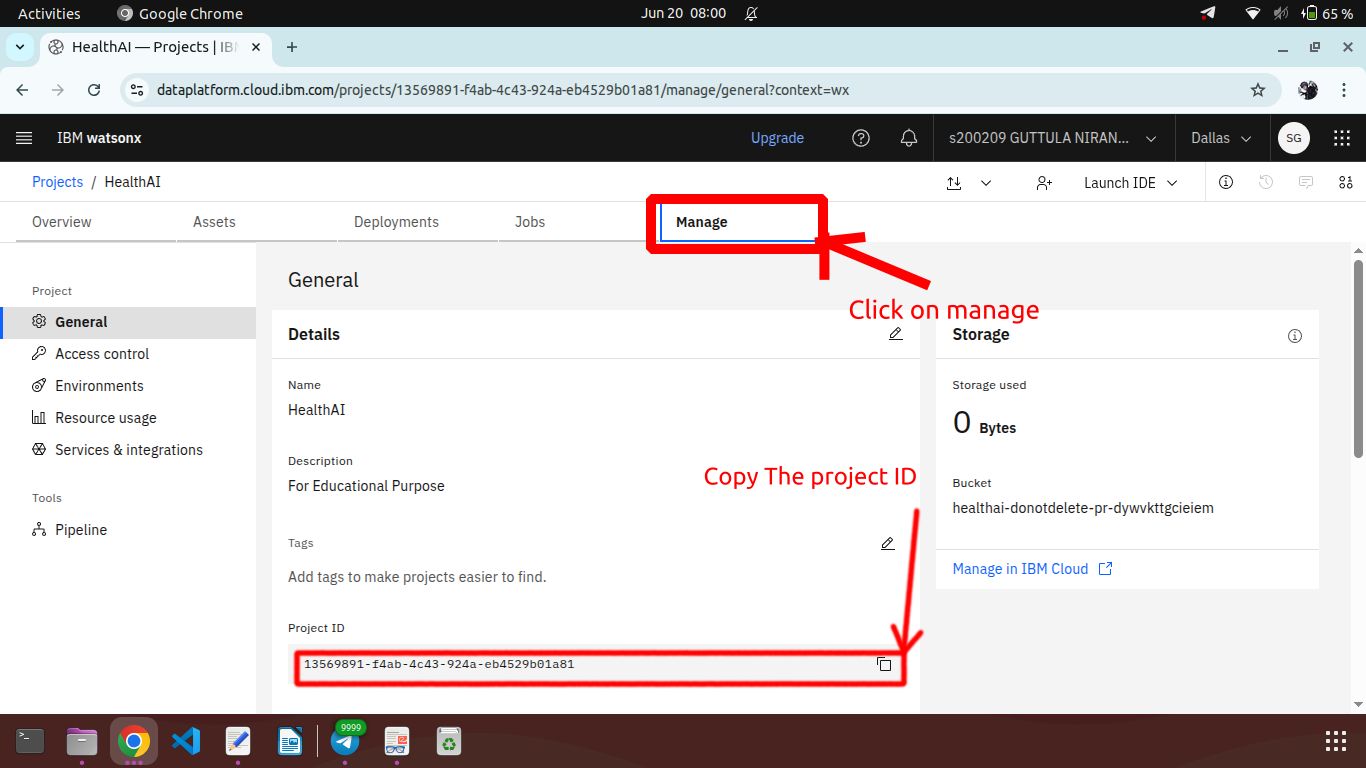 Activities Google Chrome Jun 20 08:00 65 %
HealthAI — Projects | IB
dataplatform.cloud.ibm.com/projects/13569891-f4ab-4c43-924a-eb4529b01a81/manage/general?context=wx
IBM watsonx Upgrade s200209 GUTTULA NIRAN... Dallas SG
Projects / HealthAI Launch IDE
Overview Assets Deployments Jobs Manage
Click on manage
Project
General
Access control
Environments
Resource usage
Services & integrations
Tools
Pipeline
General
Details
Name
HealthAI
Description
For Educational Purpose
Copy The project ID
Tags
Add tags to make projects easier to find.
Project ID
13569891-f4ab-4c43-924a-eb4529b01a81
Storage
Storage used
0 Bytes
Bucket
healthai-donotdelete-pr-dywvkttgcieiem
Manage in IBM Cloud
9999